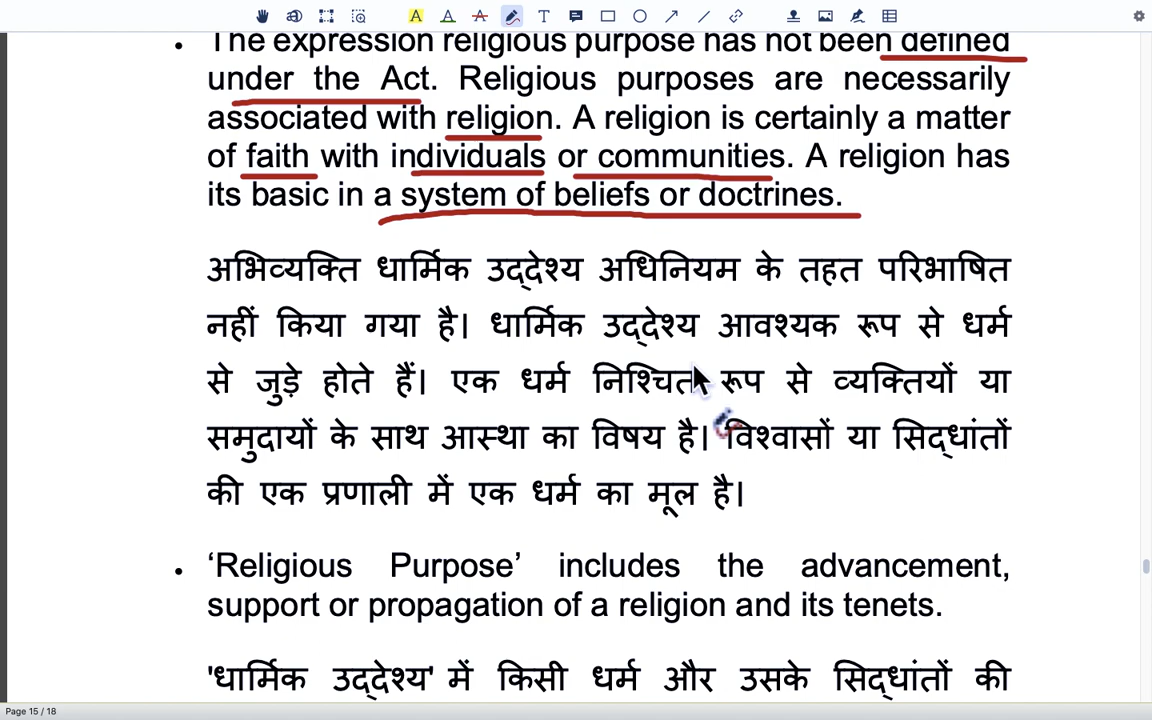 • The expression religious purpose has not been defined
under the Act. Religious purposes are necessarily
associated with religion. A religion is certainly a matter
of faith with individuals or communities. A religion has
its basic in a system of beliefs or doctrines.
अभिव्यक्ति धार्मिक उद्देश्य अधिनियम के तहत परिभाषित
नहीं किया गया है। धार्मिक उद्देश्य आवश्यक रूप से धर्म
से जुड़े होते हैं। एक धर्म निश्चित रूप से व्यक्तियों या
समुदायों के साथ आस्था का विषय है। विश्वासों या सिद्धांतों
की एक प्रणाली में एक धर्म का मूल है।
• ‘Religious Purpose’ includes the advancement,
support or propagation of a religion and its tenets.
'धार्मिक उद्देश्य' में किसी धर्म और उसके सिद्धांतों की
Page 15 / 18